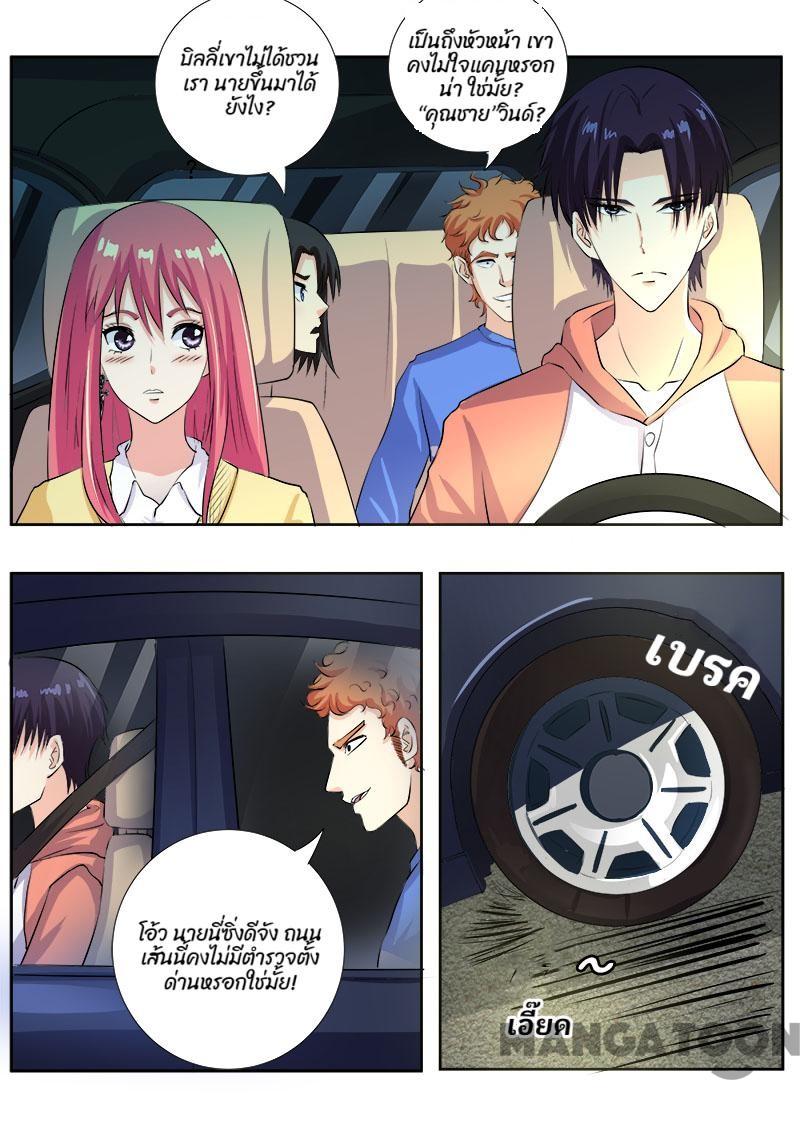 บิลลี่เขาไม่ได้ชวน
เรา นายขึ้นมาได้
ยังไง?
เป็นถึงหัวหน้า เขา
คงไม่ใจแคบหรอก
น่า ใช่มั้ย?
“คุณชาย”วินด์?
?
โอ้ว นายนี่ซิ่งดีจัง ถนน
เส้นนี้คงไม่มีตำรวจตั้ง
ด่านหรอกใช่มั้ย!
เบรค
~
เอี๊ยด
MANGATOON